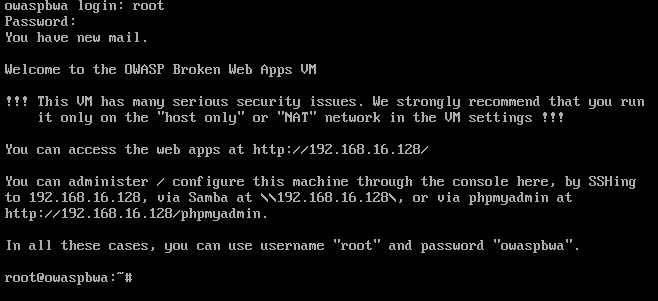 owaspbwa login: root
Password:
You have new mail.
Welcome to the OWASP Broken Web Apps VM
!!! This VM has many serious security issues. We strongly recommend that you run
it only on the "host only" or "NAT" network in the VM settings !!!
You can access the web apps at http://192.168.16.128/
You can administer / configure this machine through the console here, by SSHing
to 192.168.16.128, via Samba at \\192.168.16.128\, or via phpmyadmin at
http://192.168.16.128/phpmyadmin.
In all these cases, you can use username "root" and password "owaspbwa".
root@owaspbwa:~#